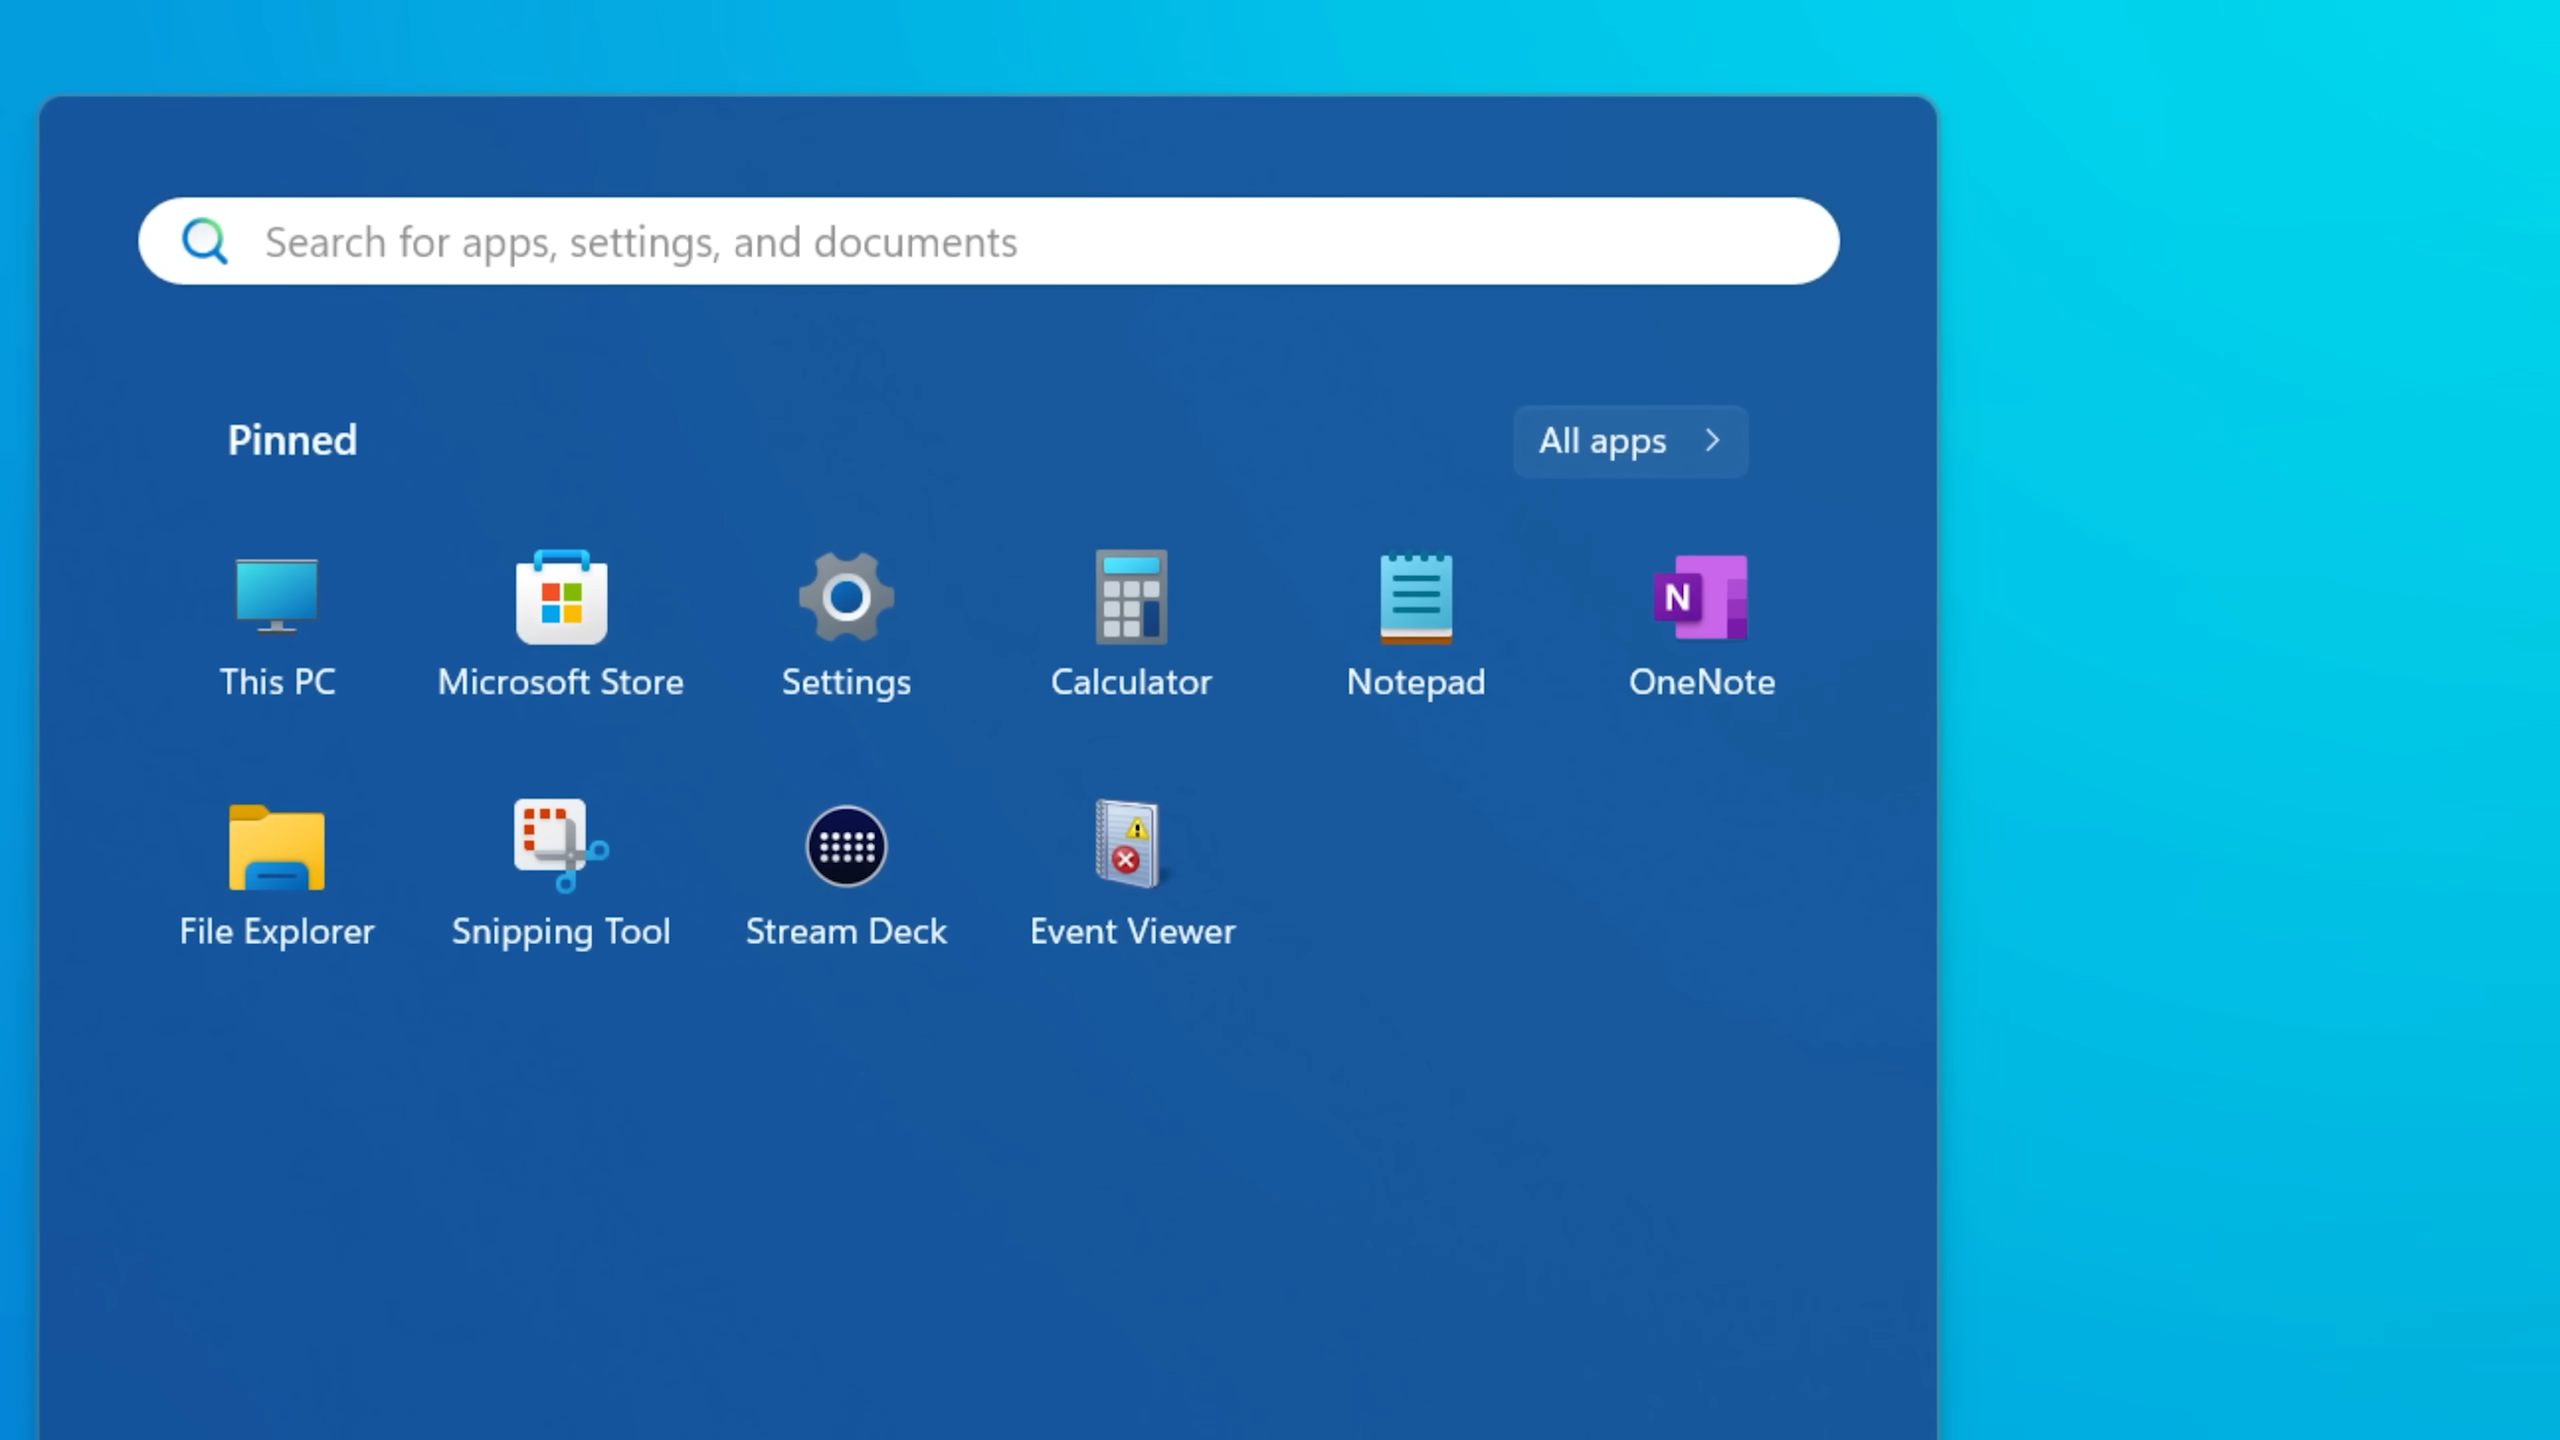 Search for apps, settings, and documents
Pinned
All apps
This PC
Microsoft Store
Settings
Calculator
Notepad
OneNote
File Explorer
Snipping Tool
Stream Deck
Event Viewer